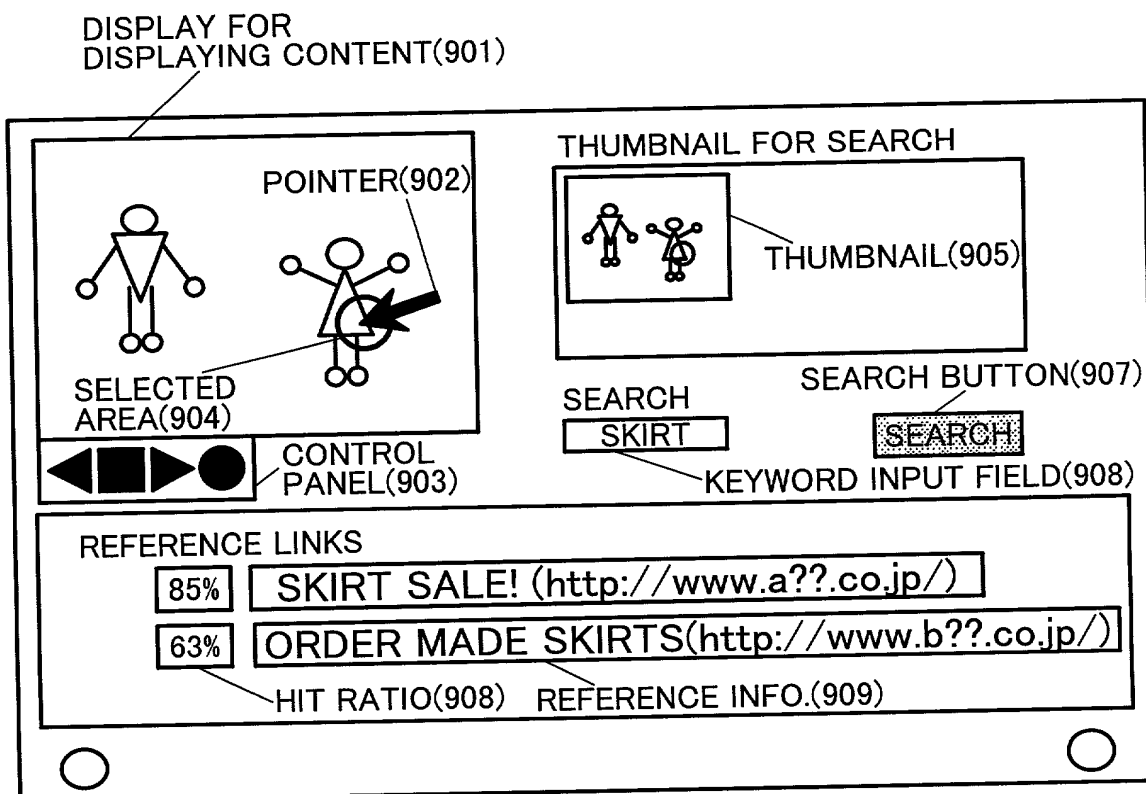 DISPLAY FOR
DISPLAYING CONTENT(901)
POINTER(902)
SELECTED
AREA(904)
CONTROL
PANEL(903)
THUMBNAIL FOR SEARCH
THUMBNAIL(905)
SEARCH BUTTON(907)
SEARCH
SKIRT
SEARCH
KEYWORD INPUT FIELD(908)
REFERENCE LINKS
85% SKIRT SALE! (http://www.a??.co.jp/)
63% ORDER MADE SKIRTS(http://www.b??.co.jp/)
HIT RATIO(908) REFERENCE INFO.(909)